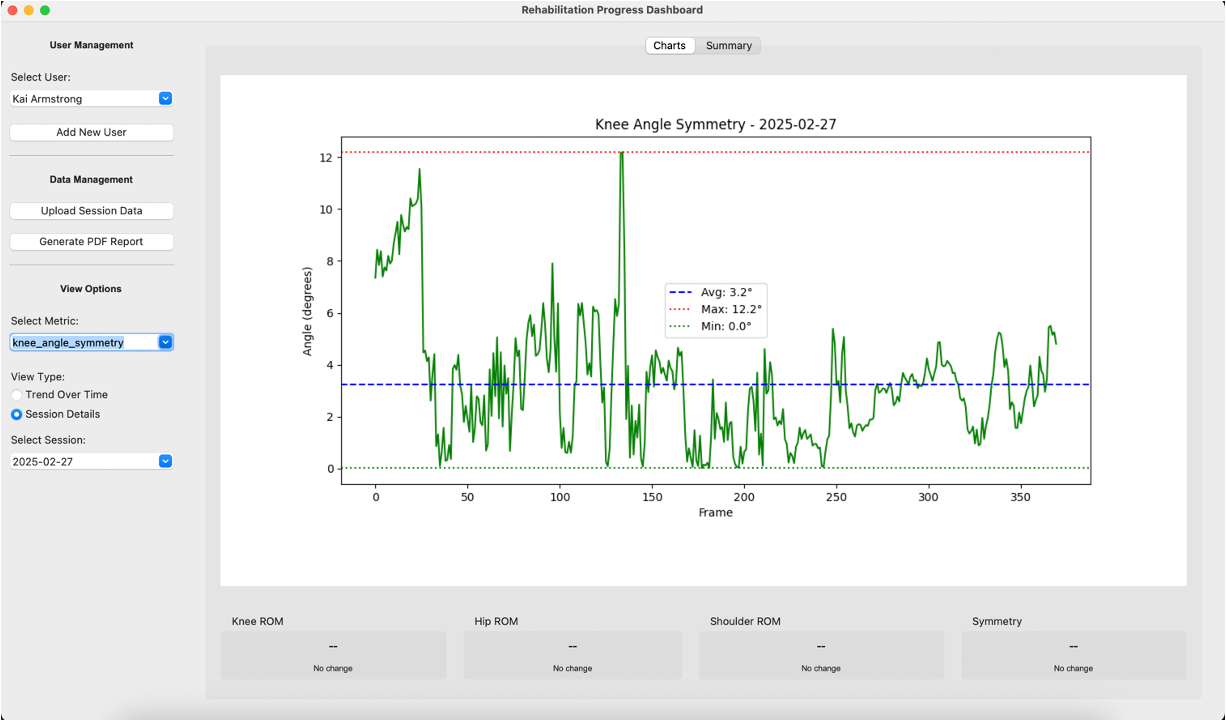 Rehabilitation Progress Dashboard
User Management
Select User:
Kai Armstrong
Add New User
Data Management
Upload Session Data
Generate PDF Report
View Options
Select Metric:
knee_angle_symmetry
View Type:
Trend Over Time
Session Details
Select Session:
2025-02-27
Charts Summary
Knee Angle Symmetry - 2025-02-27
Angle (degrees)
12
10
8
6
4
2
0
Avg: 3.2°
Max: 12.2°
Min: 0.0°
0 50 100 150 200 250 300 350
Frame
Knee ROM Hip ROM Shoulder ROM Symmetry
-- -- -- --
No change No change No change No change